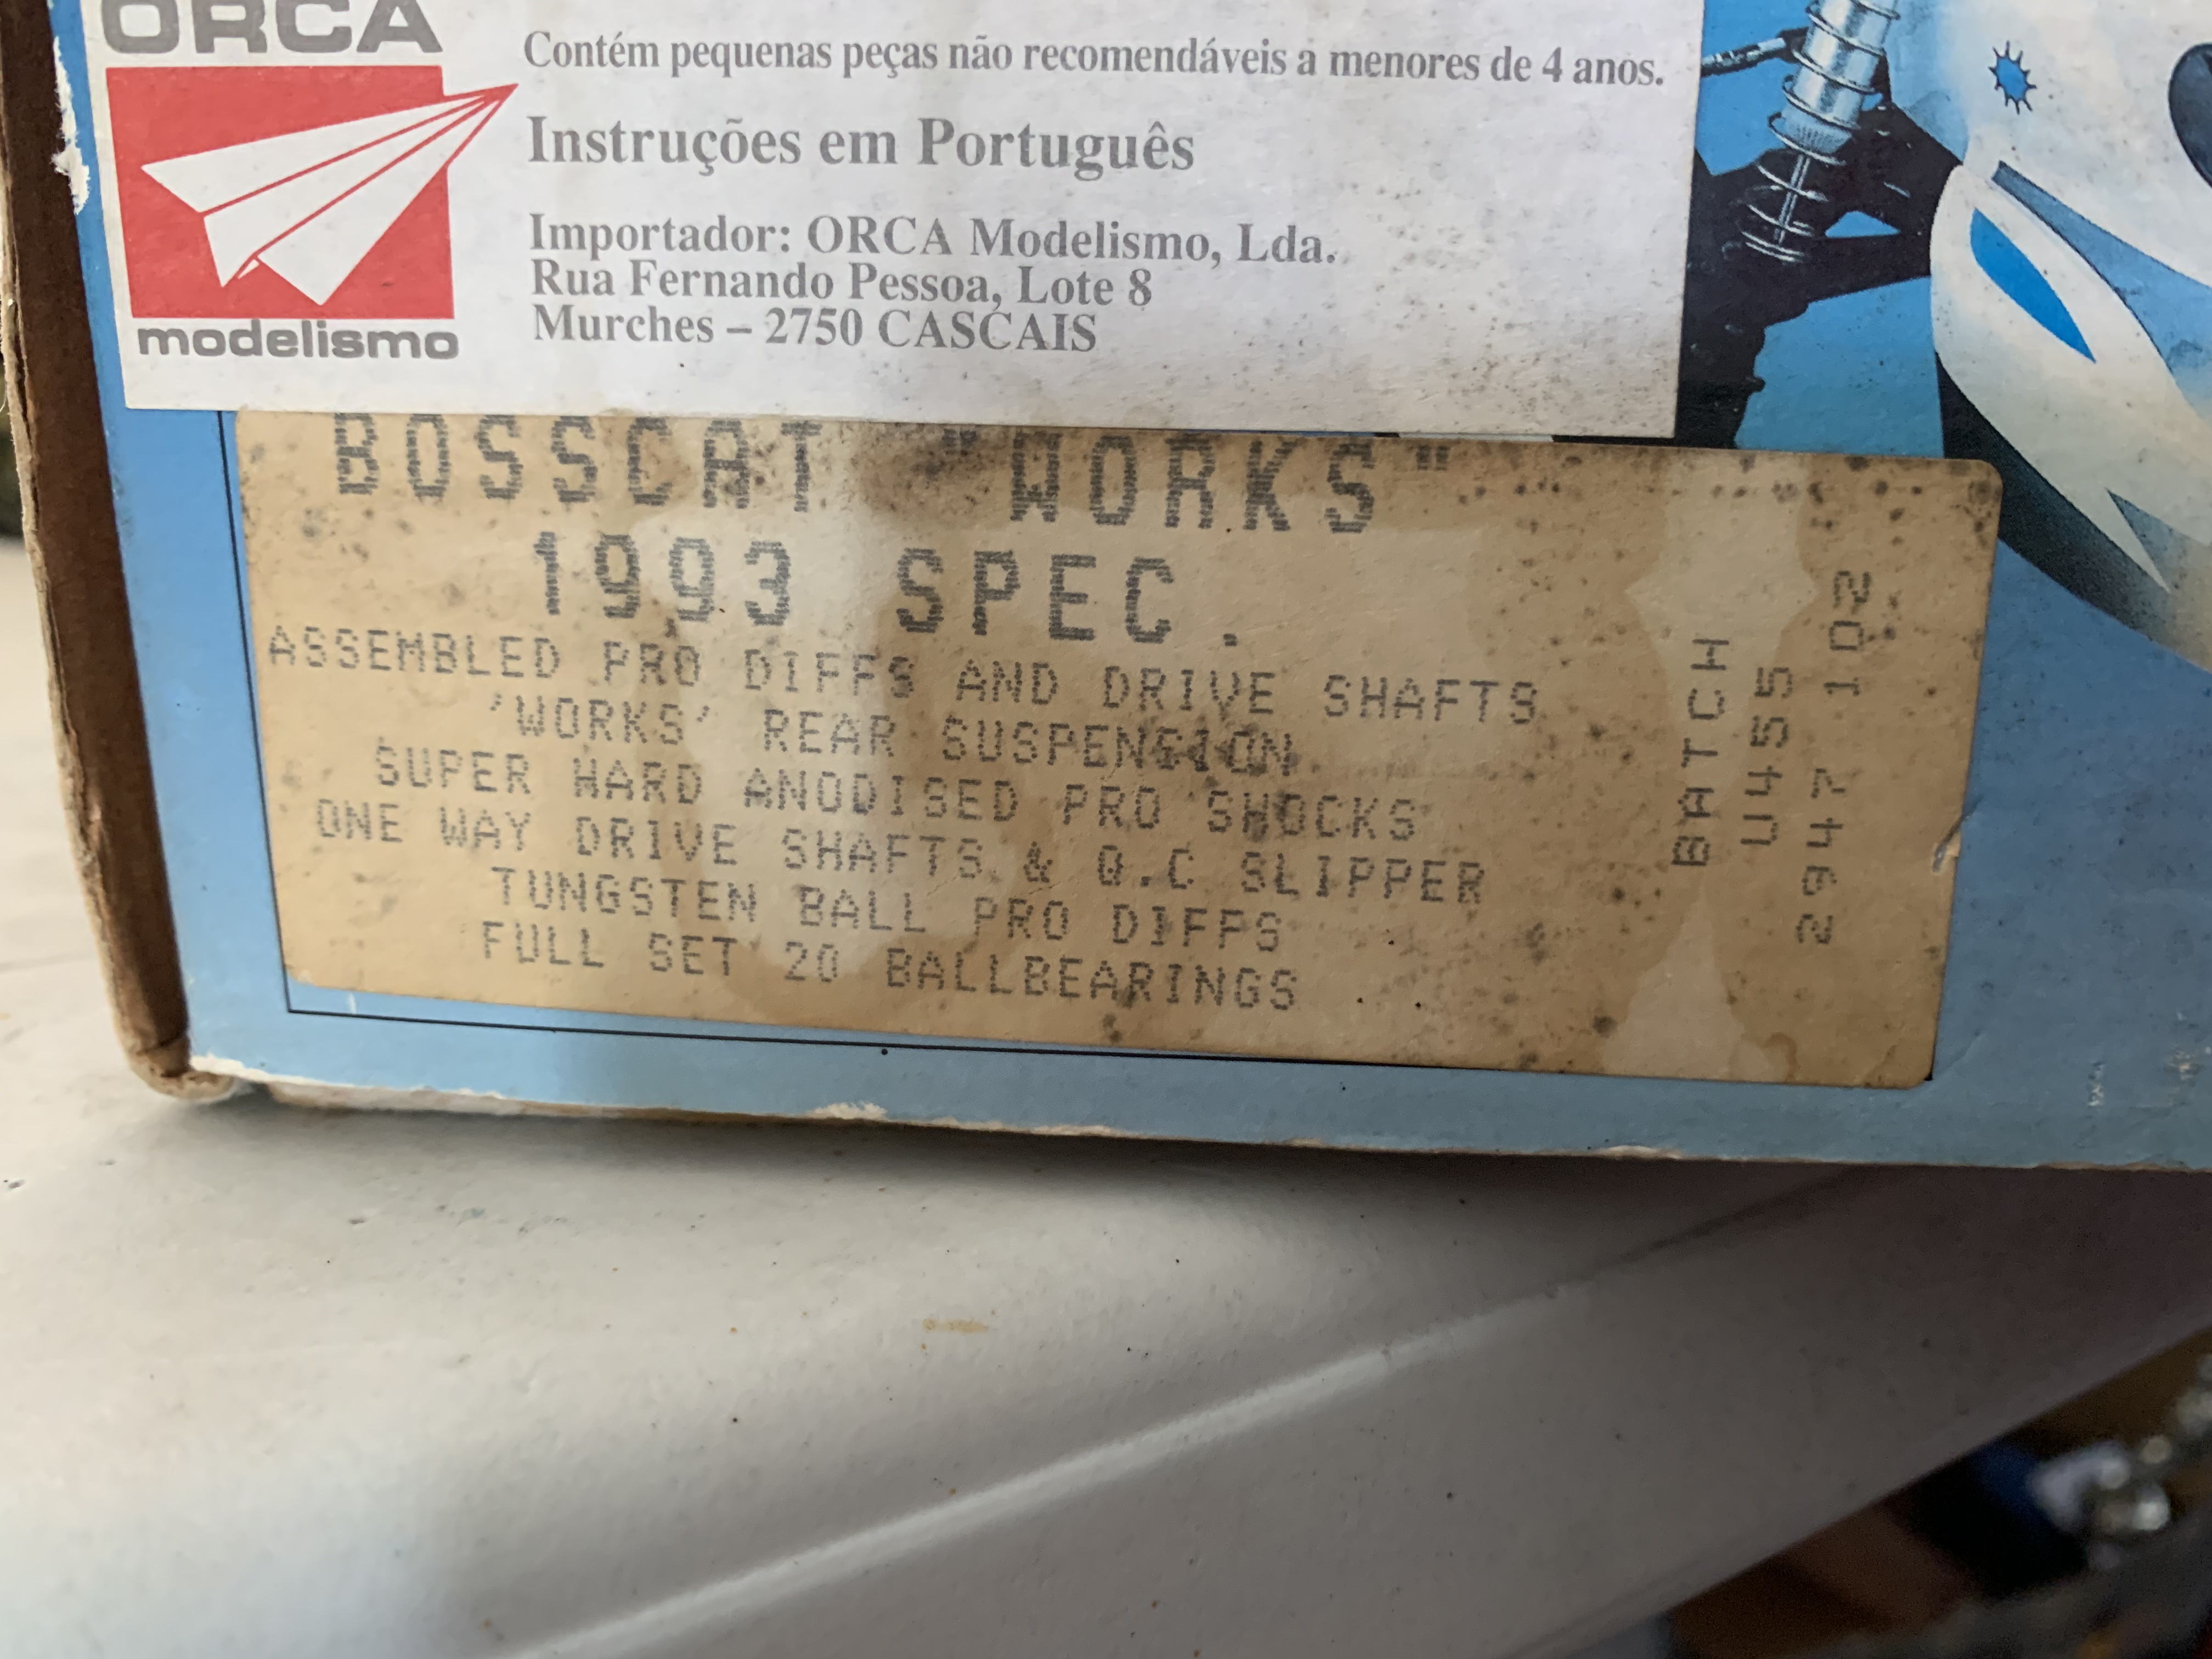 ORCA
modelismo
Contém pequenas peças não recomendáveis a menores de 4 anos.
Instruções em Português
Importador: ORCA Modelismo, Lda.
Rua Fernando Pessoa, Lote 8
Murches – 2750 CASCAIS
BOSSCAT "WORKS"
1993 SPEC.
ASSEMBLED PRO DIFFS AND DRIVE SHAFTS
'WORKS' REAR SUSPENSION
SUPER HARD ANODISED PRO SHOCKS
ONE WAY DRIVE SHAFTS & Q.C SLIPPER
TUNGSTEN BALL PRO DIFFS
FULL SET 20 BALLBEARINGS
BATCH
U455
29474 102